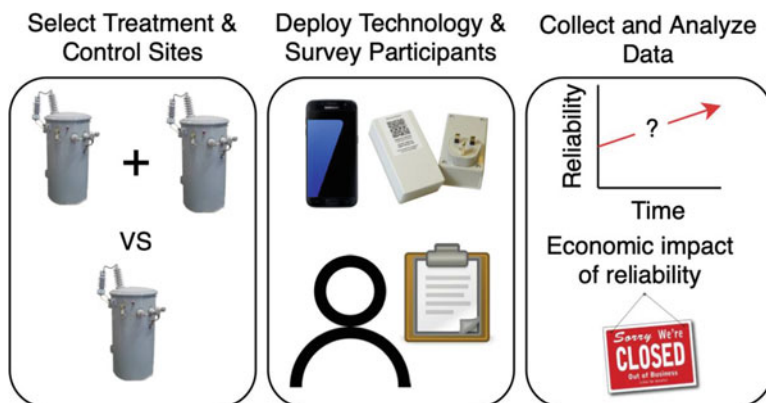 Select Treatment &
Control Sites
+
VS
Deploy Technology &
Survey Participants
Collect and Analyze
Data
Reliability
?
Time
Economic impact
of reliability
Sorry We're
CLOSED
Out of Business